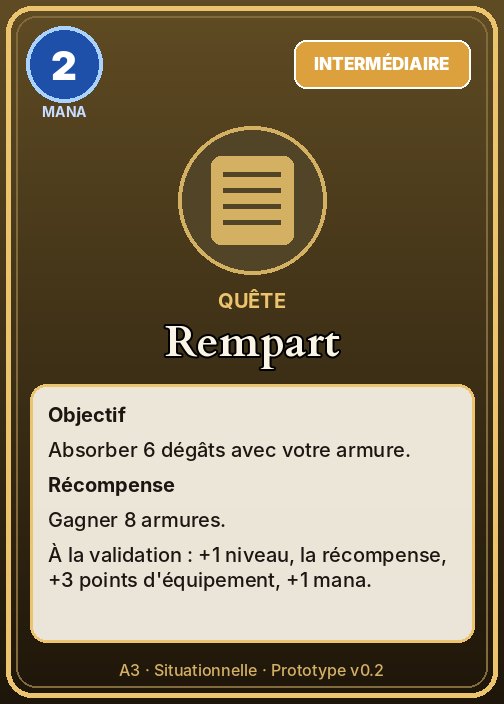 2
MANA
INTERMÉDIAIRE
QUÊTE
Rempart
Objectif
Absorber 6 dégâts avec votre armure.
Récompense
Gagner 8 armures.
À la validation : +1 niveau, la récompense,
+3 points d'équipement, +1 mana.
A3 · Situationnelle · Prototype v0.2